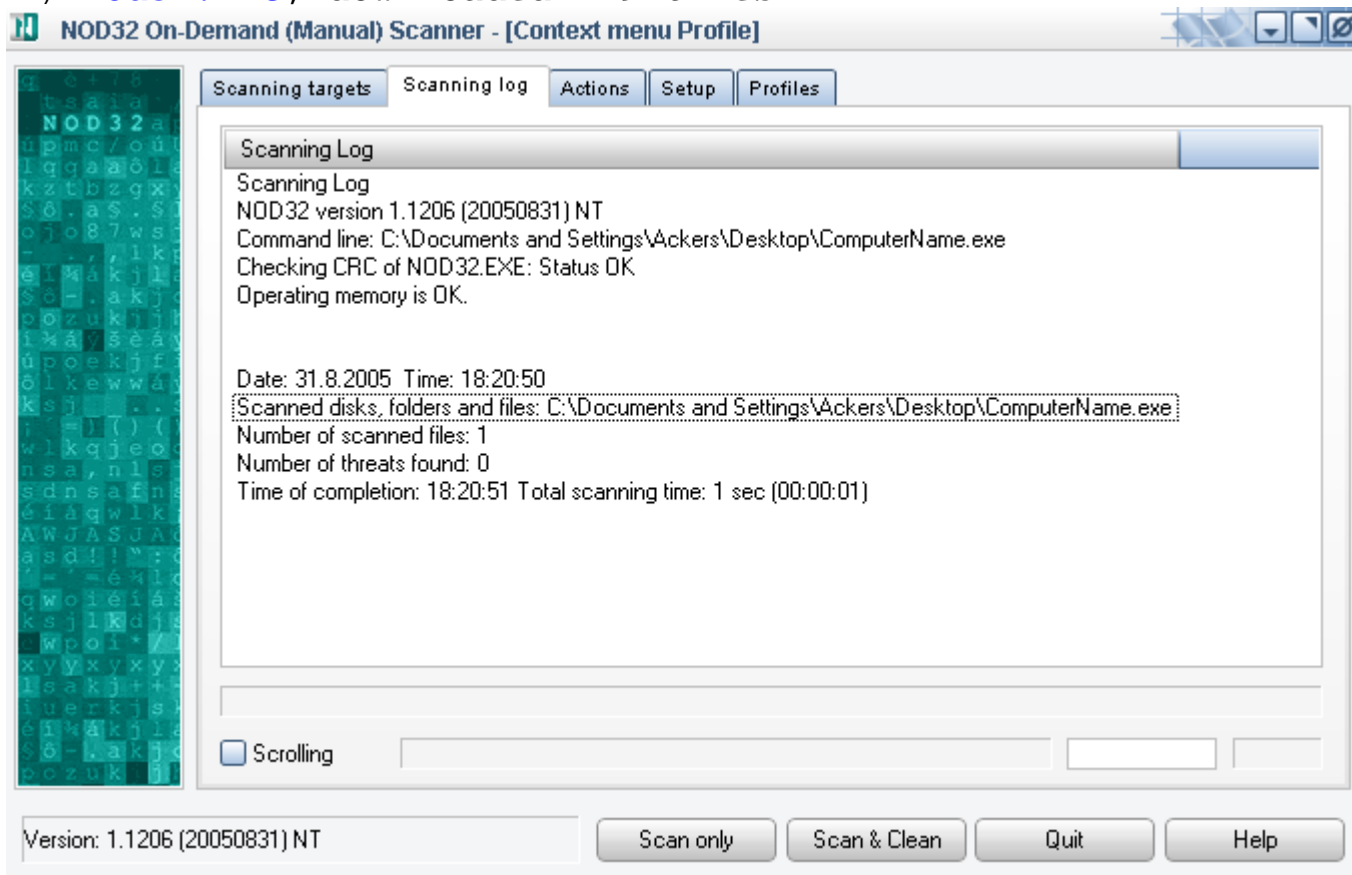 NOD32 On-Demand (Manual) Scanner - [Context menu Profile]
Scanning targets
Scanning log
Actions
Setup
Profiles
NOD32
Scanning Log
Scanning Log
NOD32 version 1.1206 (20050831) NT
Command line: C:\Documents and Settings\Ackers\Desktop\ComputerName.exe
Checking CRC of NOD32.EXE: Status OK
Operating memory is OK.
Date: 31.8.2005 Time: 18:20:50
Scanned disks, folders and files: C:\Documents and Settings\Ackers\Desktop\ComputerName.exe
Number of scanned files: 1
Number of threats found: 0
Time of completion: 18:20:51 Total scanning time: 1 sec (00:00:01)
Scrolling
Version: 1.1206 (20050831) NT
Scan only
Scan & Clean
Quit
Help